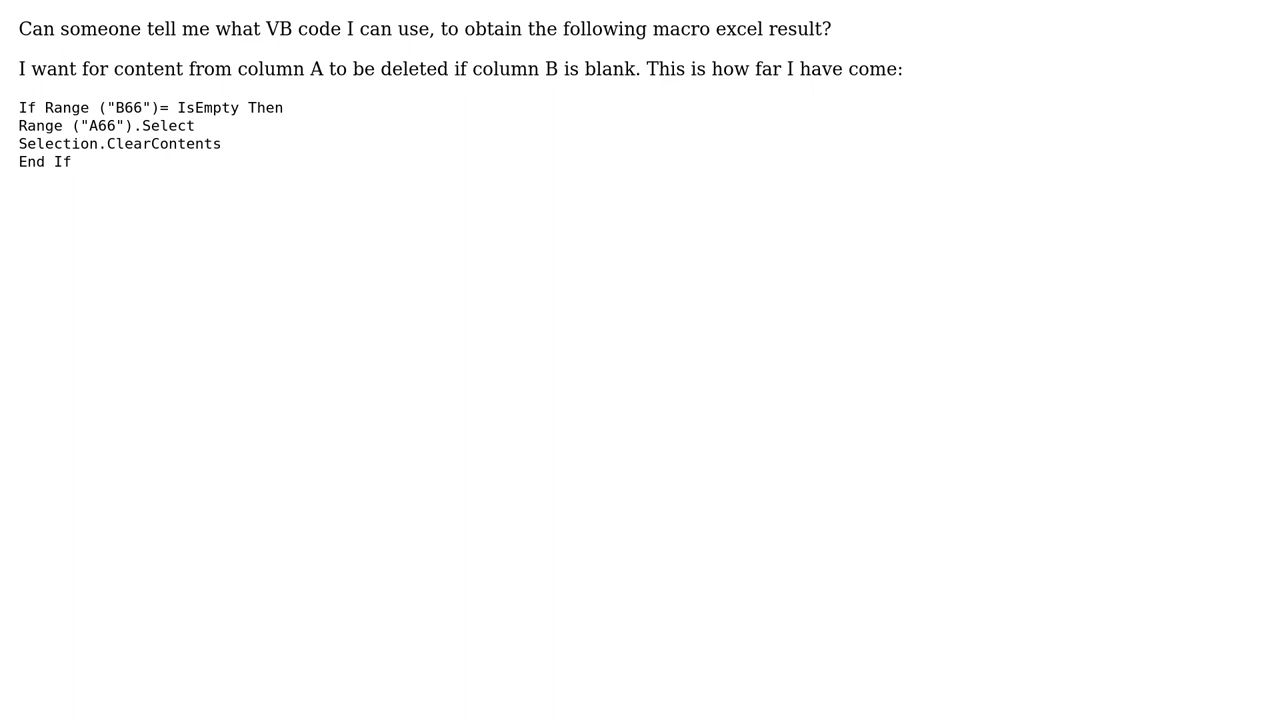 Can someone tell me what VB code I can use, to obtain the following macro excel result?
I want for content from column A to be deleted if column B is blank. This is how far I have come:
If Range ("B66")= IsEmpty Then
Range ("A66").Select
Selection.ClearContents
End If